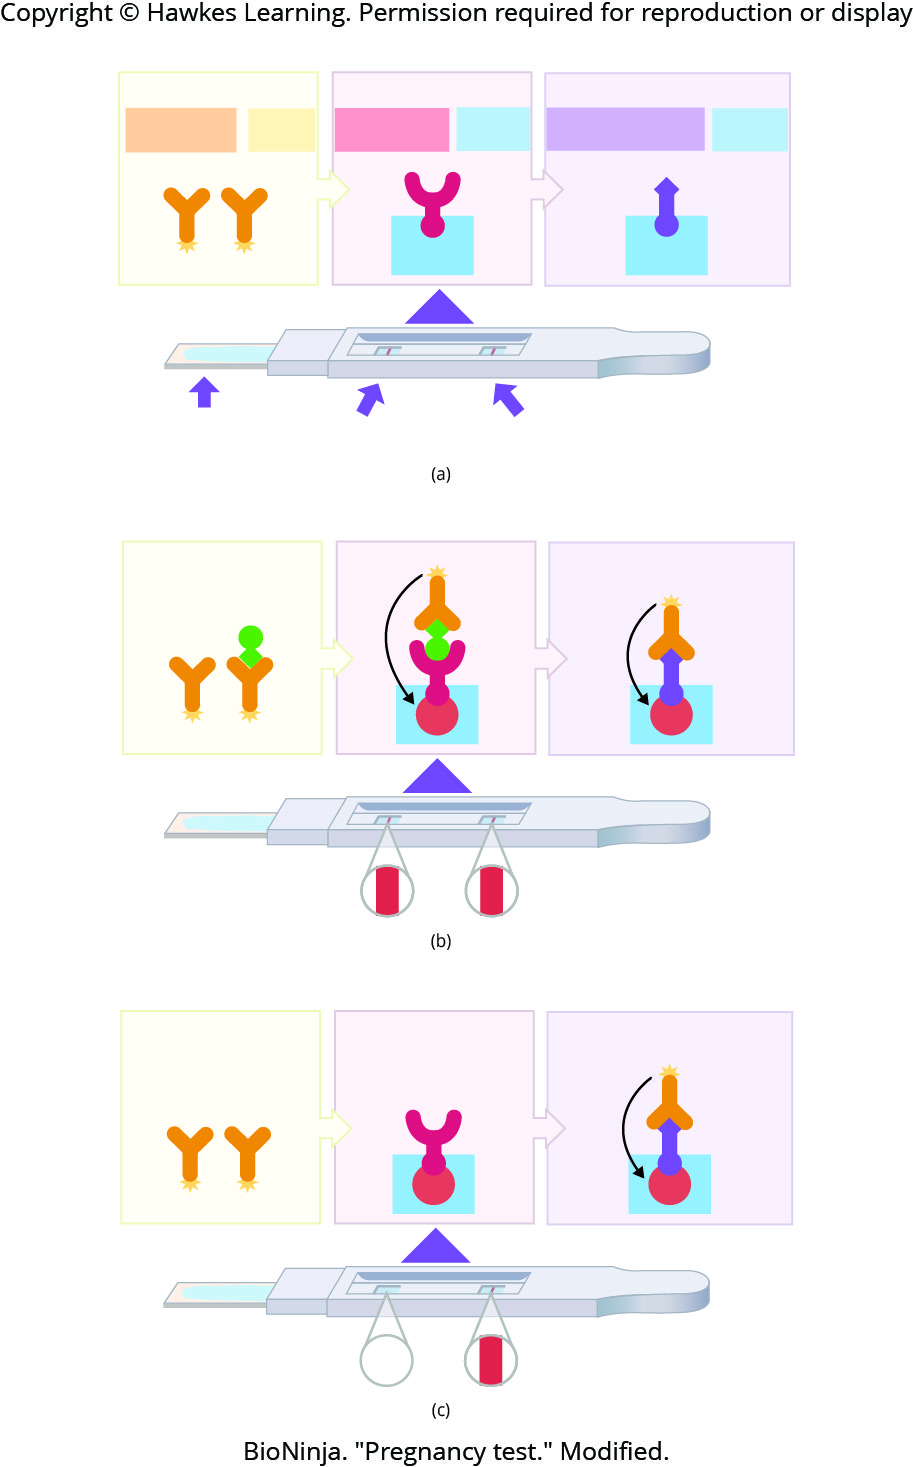 Copyright © Hawkes Learning. Permission required for reproduction or display
(a)
(b)
(c)
BioNinja. "Pregnancy test." Modified.